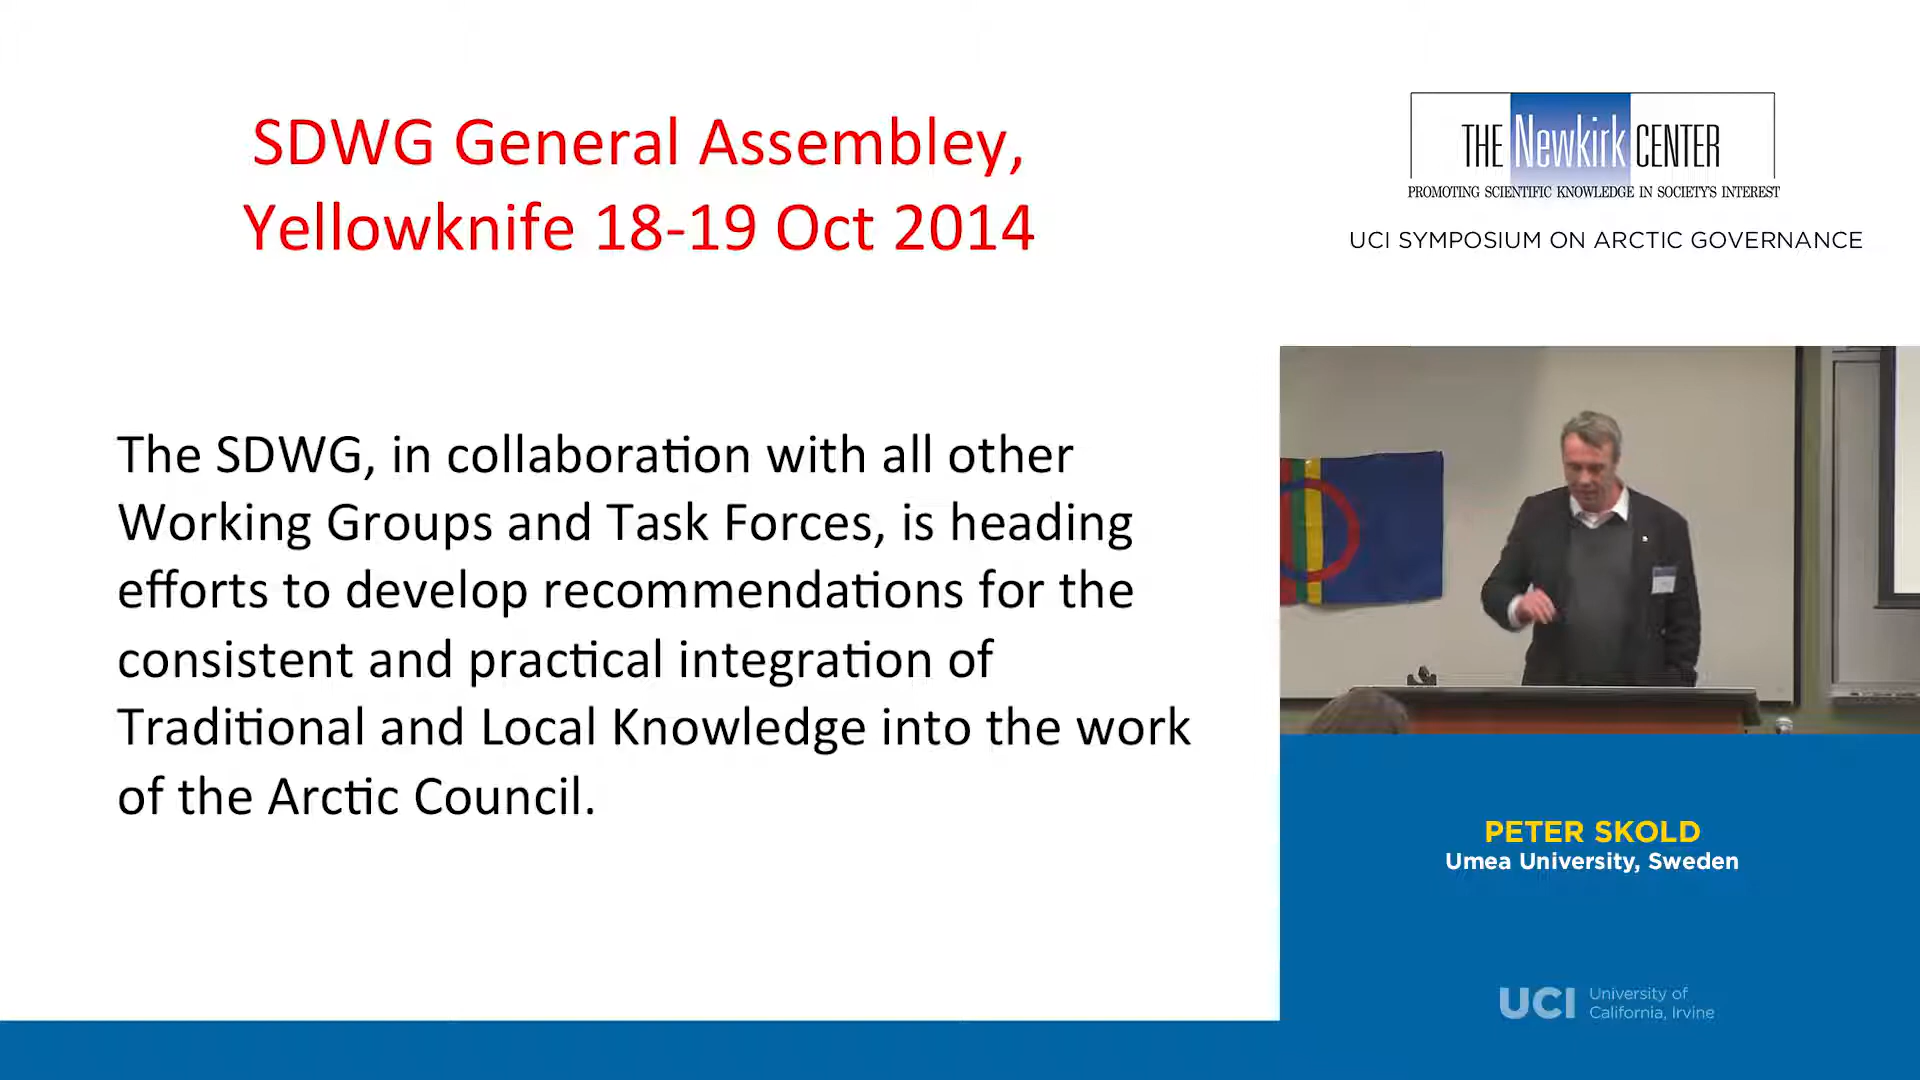 SDWG General Assembley,
Yellowknife 18-19 Oct 2014
The SDWG, in collaboration with all other
Working Groups and Task Forces, is heading
efforts to develop recommendations for the
consistent and practical integration of
Traditional and Local Knowledge into the work
of the Arctic Council.
THE Newkirk CENTER
PROMOTING SCIENTIFIC KNOWLEDGE IN SOCIETY'S INTEREST
UCI SYMPOSIUM ON ARCTIC GOVERNANCE
PETER SKOLD
Umea University, Sweden
UCI University of
California, Irvine